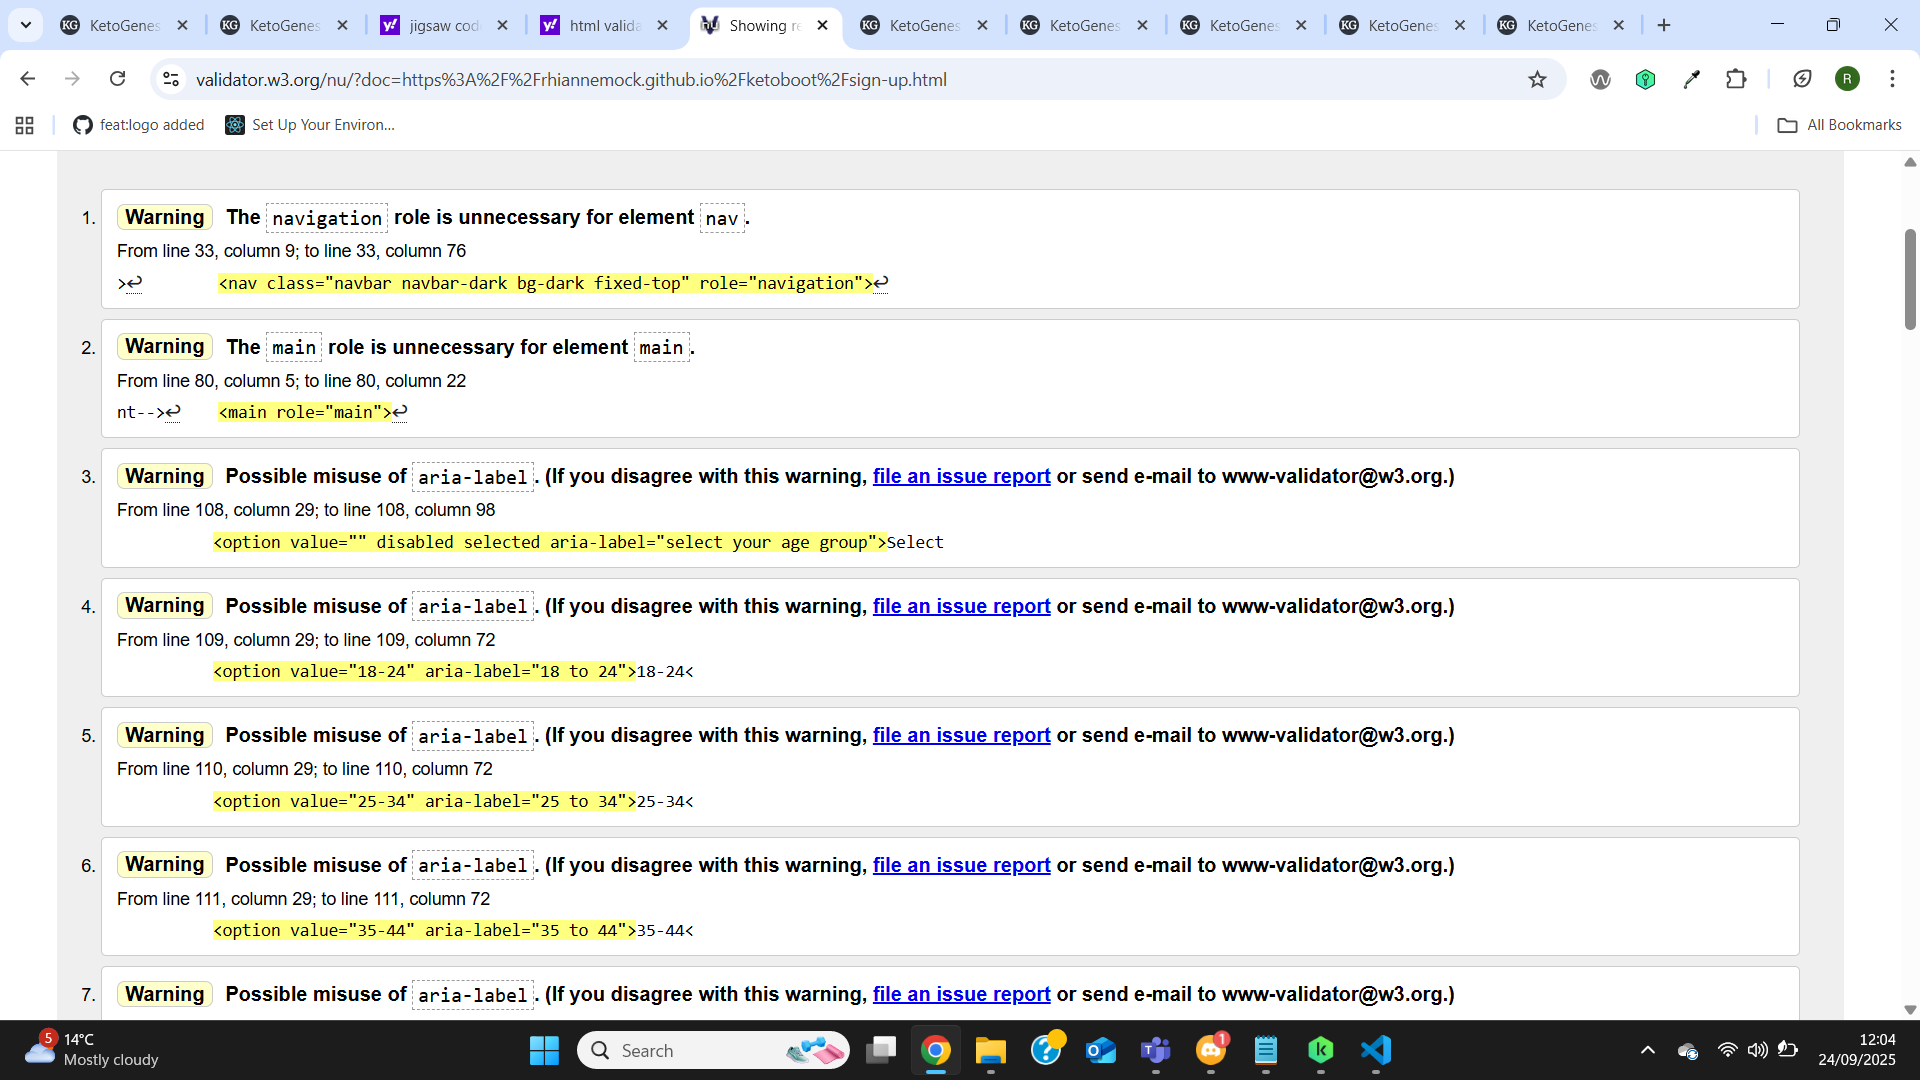 KetoGenes
KetoGenes
jigsaw cod
html valida
Showing re
KetoGenes
KetoGenes
KetoGenes
KetoGenes
KetoGenes
validator.w3.org/nu/?doc=https%3A%2F%2Frhiannemock.github.io%2Fketoboot%2Fsign-up.html
R
feat:logo added
Set Up Your Environ...
All Bookmarks
1. Warning The navigation role is unnecessary for element nav.
From line 33, column 9; to line 33, column 76
>↩ <nav class="navbar navbar-dark bg-dark fixed-top" role="navigation">↩
2. Warning The main role is unnecessary for element main.
From line 80, column 5; to line 80, column 22
nt-->↩ <main role="main">↩
3. Warning Possible misuse of aria-label. (If you disagree with this warning, file an issue report or send e-mail to www-validator@w3.org.)
From line 108, column 29; to line 108, column 98
<option value="" disabled selected aria-label="select your age group">Select
4. Warning Possible misuse of aria-label. (If you disagree with this warning, file an issue report or send e-mail to www-validator@w3.org.)
From line 109, column 29; to line 109, column 72
<option value="18-24" aria-label="18 to 24">18-24<
5. Warning Possible misuse of aria-label. (If you disagree with this warning, file an issue report or send e-mail to www-validator@w3.org.)
From line 110, column 29; to line 110, column 72
<option value="25-34" aria-label="25 to 34">25-34<
6. Warning Possible misuse of aria-label. (If you disagree with this warning, file an issue report or send e-mail to www-validator@w3.org.)
From line 111, column 29; to line 111, column 72
<option value="35-44" aria-label="35 to 44">35-44<
7. Warning Possible misuse of aria-label. (If you disagree with this warning, file an issue report or send e-mail to www-validator@w3.org.)
5
14°C
Mostly cloudy
Search
1
12:04
24/09/2025